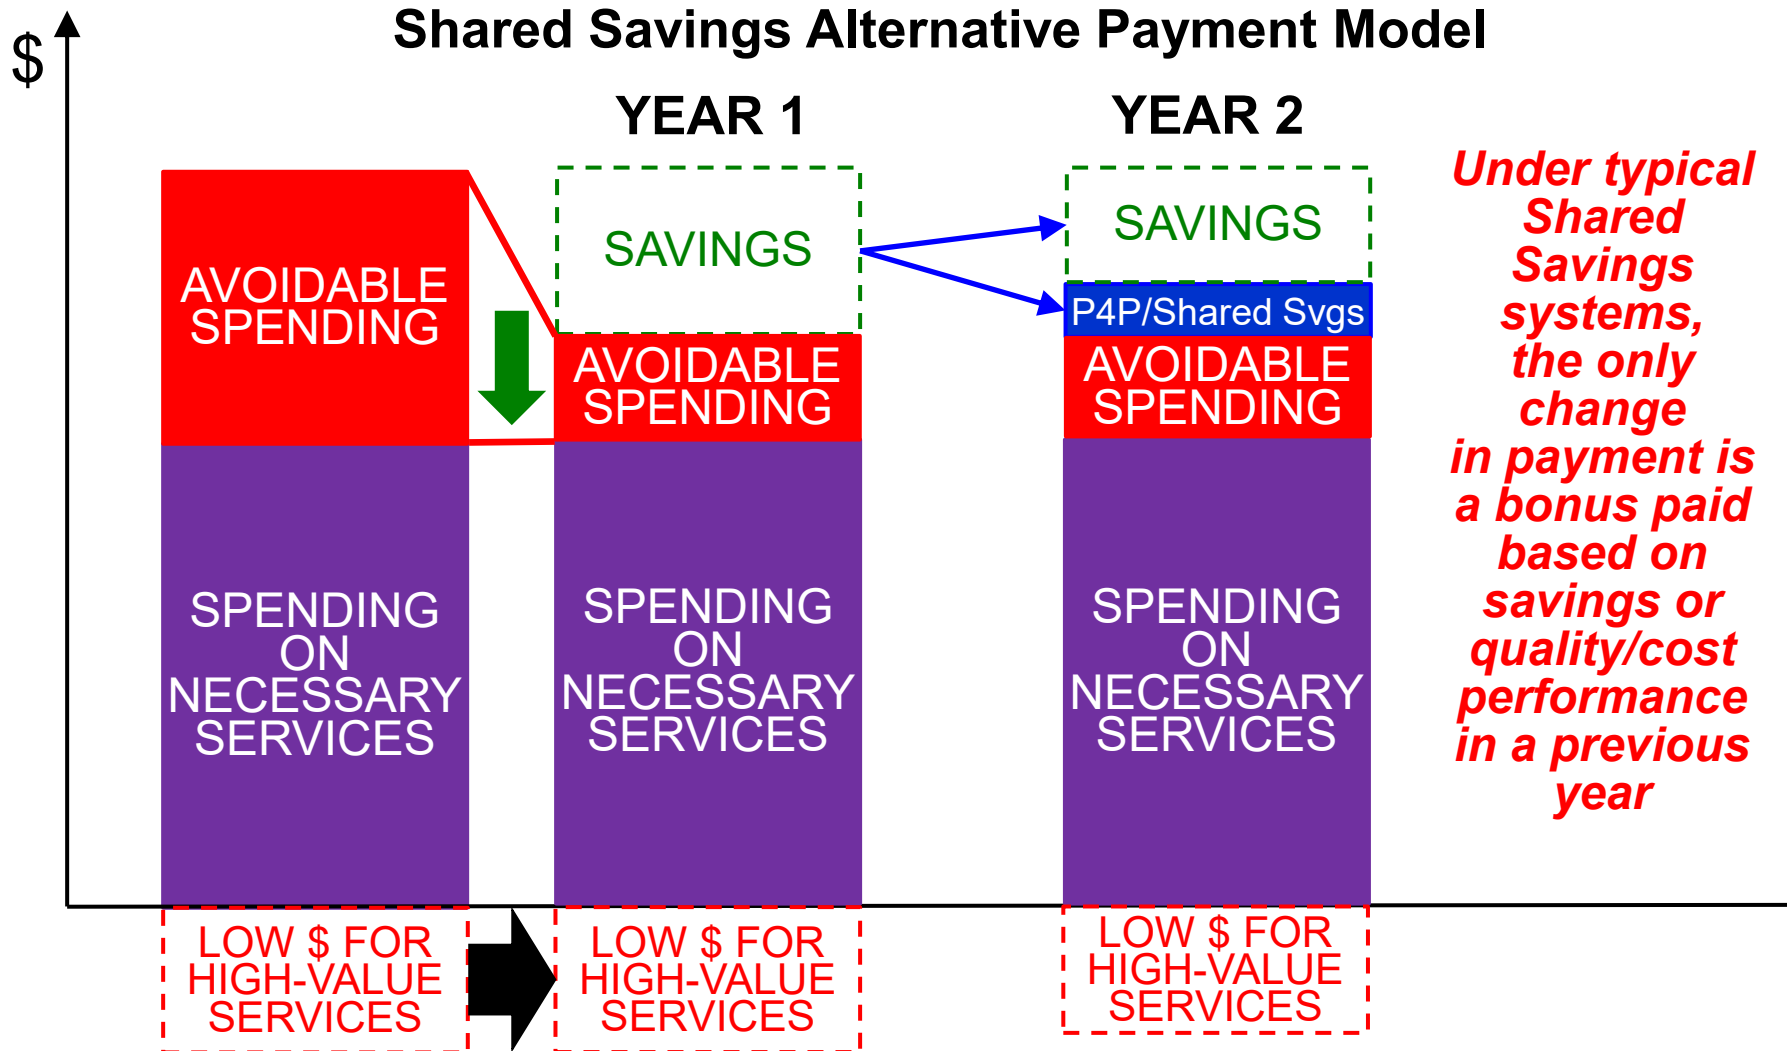 Shared Savings Alternative Payment Model
$
YEAR 1
YEAR 2
AVOIDABLE
SPENDING
SPENDING
ON
NECESSARY
SERVICES
LOW $ FOR
HIGH-VALUE
SERVICES
SAVINGS
AVOIDABLE
SPENDING
SPENDING
ON
NECESSARY
SERVICES
LOW $ FOR
HIGH-VALUE
SERVICES
SAVINGS
P4P/Shared Svgs
AVOIDABLE
SPENDING
SPENDING
ON
NECESSARY
SERVICES
LOW $ FOR
HIGH-VALUE
SERVICES
Under typical
Shared
Savings
systems,
the only
change
in payment is
a bonus paid
based on
savings or
quality/cost
performance
in a previous
year